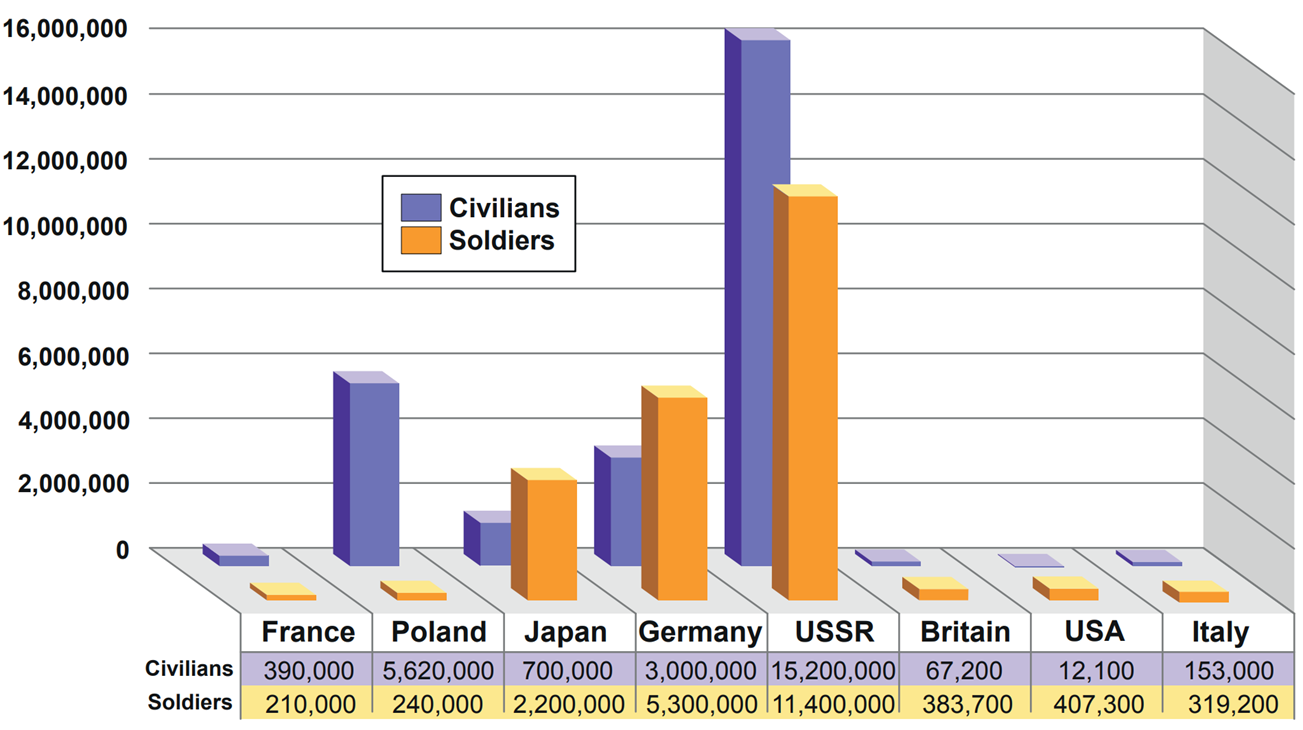 16,000,000
14,000,000
12,000,000
10,000,000
8,000,000
6,000,000
4,000,000
2,000,000
0
Civilians
Soldiers
France Poland Japan Germany USSR Britain USA Italy
Civilians 390,000 5,620,000 700,000 3,000,000 15,200,000 67,200 12,100 153,000
Soldiers 210,000 240,000 2,200,000 5,300,000 11,400,000 383,700 407,300 319,200